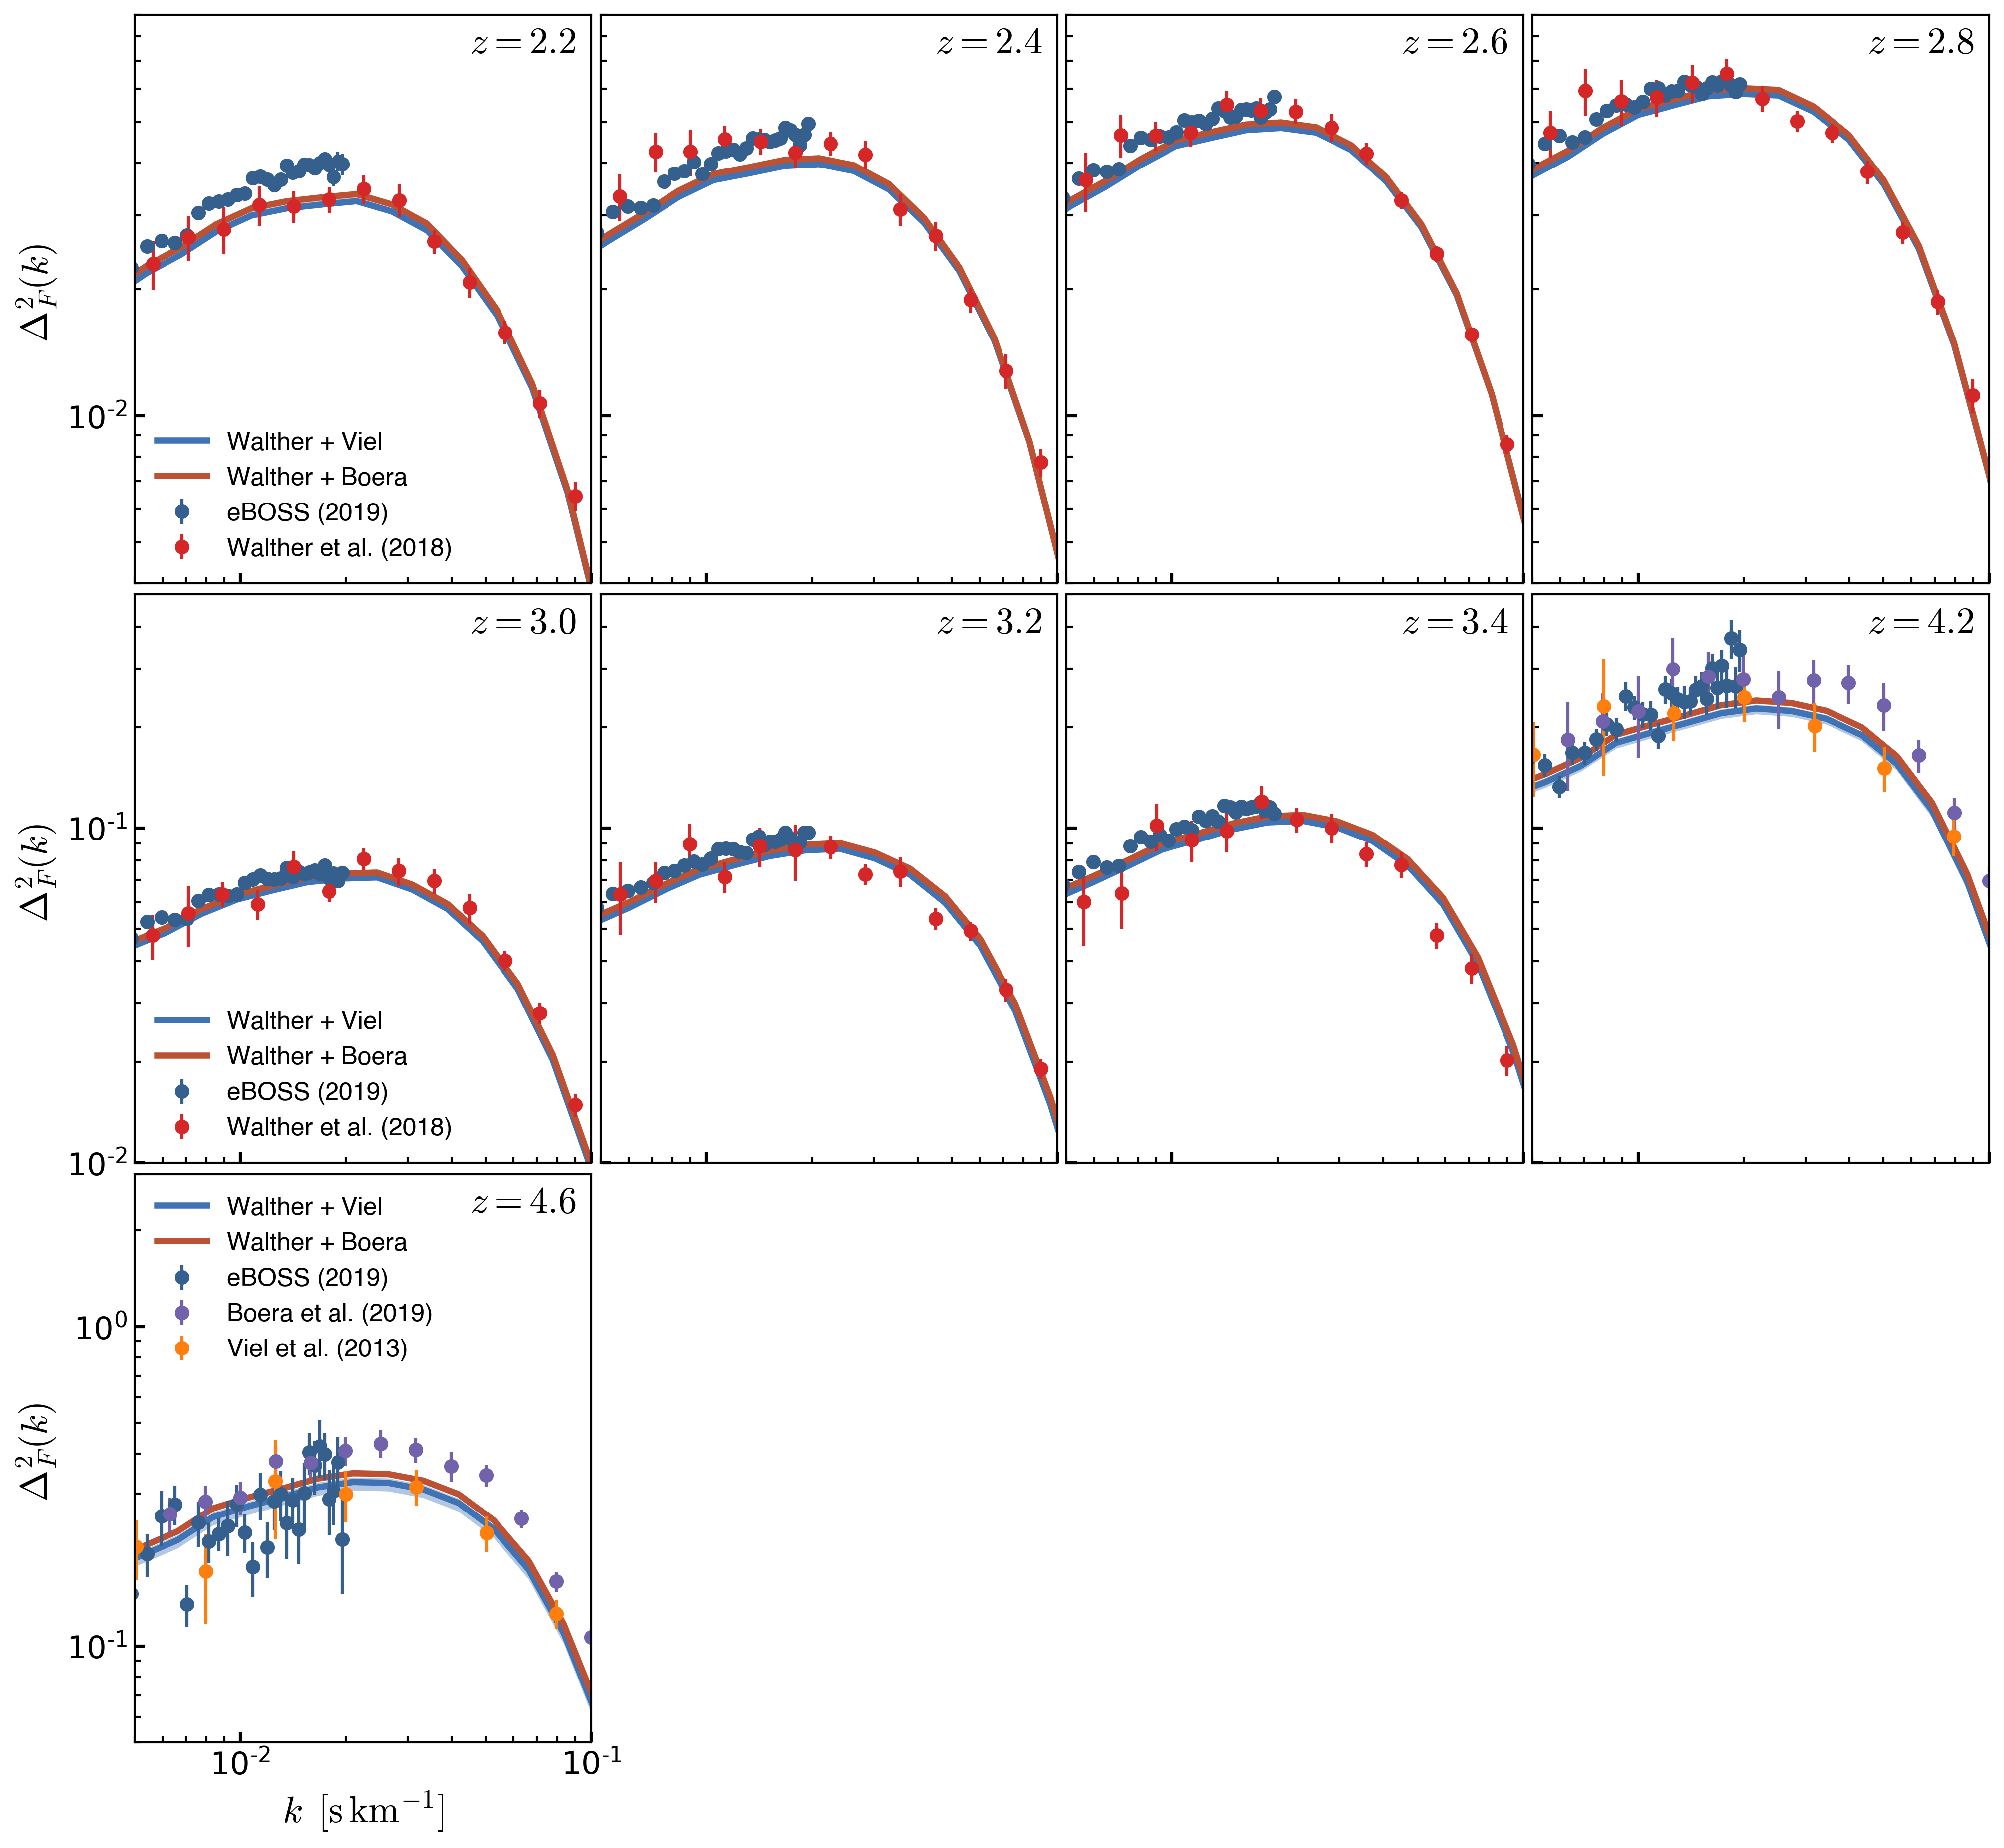 z = 2.2
z = 2.4
z = 2.6
z = 2.8
Δ²_F(k)
10⁻²
Walther + Viel
Walther + Boera
eBOSS (2019)
Walther et al. (2018)
z = 3.0
z = 3.2
z = 3.4
z = 4.2
Δ²_F(k)
10⁻¹
Walther + Viel
Walther + Boera
eBOSS (2019)
Walther et al. (2018)
10⁻²
z = 4.6
Walther + Viel
Walther + Boera
eBOSS (2019)
Boera et al. (2019)
Viel et al. (2013)
10⁰
Δ²_F(k)
10⁻¹
10⁻² 10⁻¹
k [s km⁻¹]